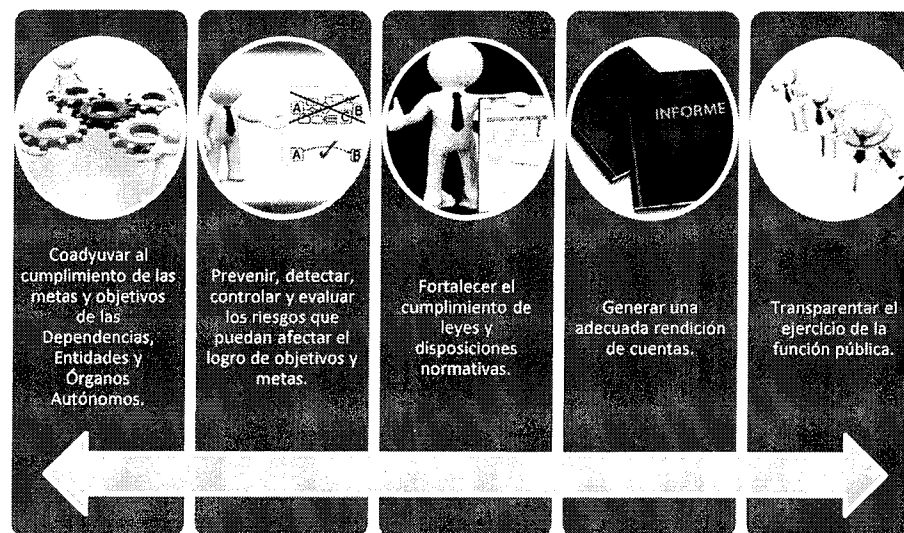 A
B
C
A
B
INFORME
Coadyuvar al
cumplimiento de las
metas y objetivos
de las
Dependencias,
Entidades y
Órganos
Autónomos.
Prevenir, detectar,
controlar y evaluar
los riesgos que
puedan afectar el
logro de objetivos y
metas.
Fortalecer el
cumplimiento de
leyes y
disposiciones
normativas.
Generar una
adecuada rendición
de cuentas.
Transparentar el
ejercicio de la
función pública.